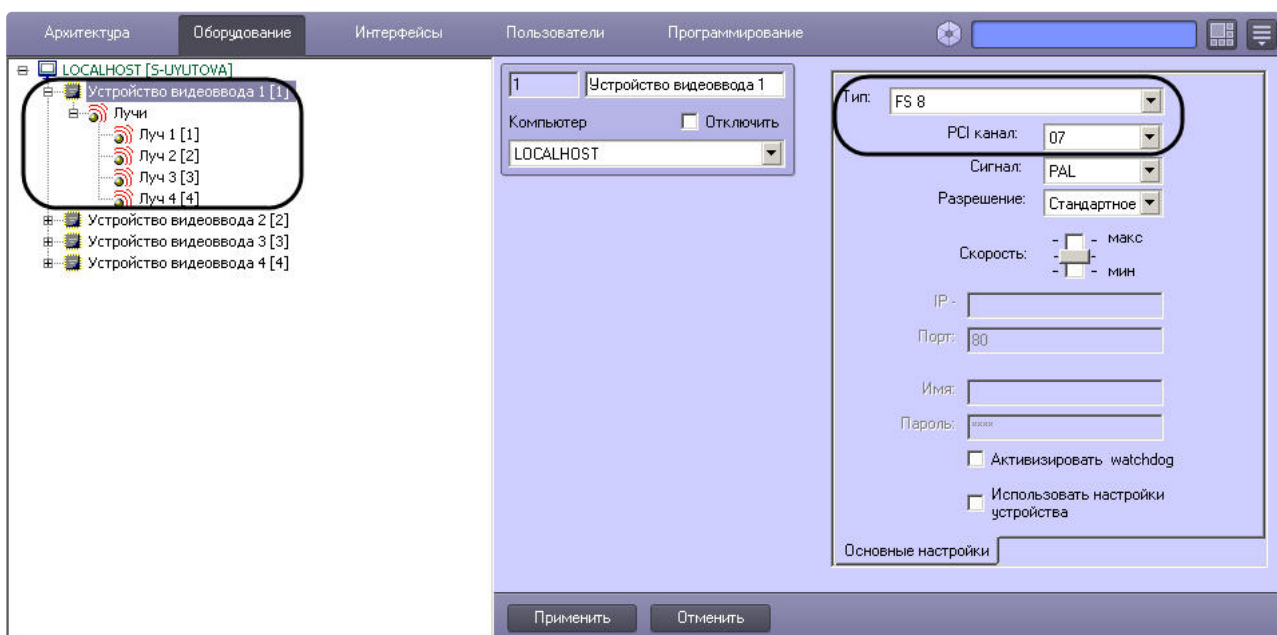 Архитектура Оборудование Интерфейсы Пользователи Программирование
LOCALHOST [S-UYUTOVA]
Устройство видеоввода 1 [1]
Лучи
Луч 1 [1]
Луч 2 [2]
Луч 3 [3]
Луч 4 [4]
Устройство видеоввода 2 [2]
Устройство видеоввода 3 [3]
Устройство видеоввода 4 [4]
1 Устройство видеоввода 1
Компьютер Отключить
LOCALHOST
Тип: FS 8
PCI канал: 07
Сигнал: PAL
Разрешение: Стандартное
Скорость: - - макс
- -
- - мин
IP -
Порт: 80
Имя:
Пароль: ****
Активизировать watchdog
Использовать настройки
устройства
Основные настройки
Применить Отменить